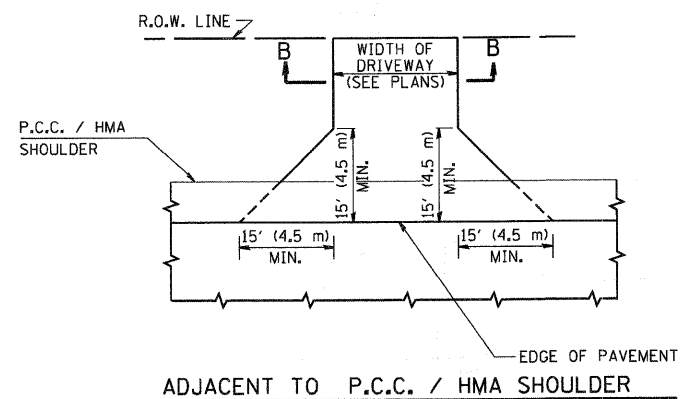 R.O.W. LINE
B
WIDTH OF
DRIVEWAY
(SEE PLANS)
B
P.C.C. / HMA
SHOULDER
15' (4.5 m)
MIN.
15' (4.5 m)
MIN.
15' (4.5 m)
MIN.
15' (4.5 m)
MIN.
EDGE OF PAVEMENT
ADJACENT TO P.C.C. / HMA SHOULDER